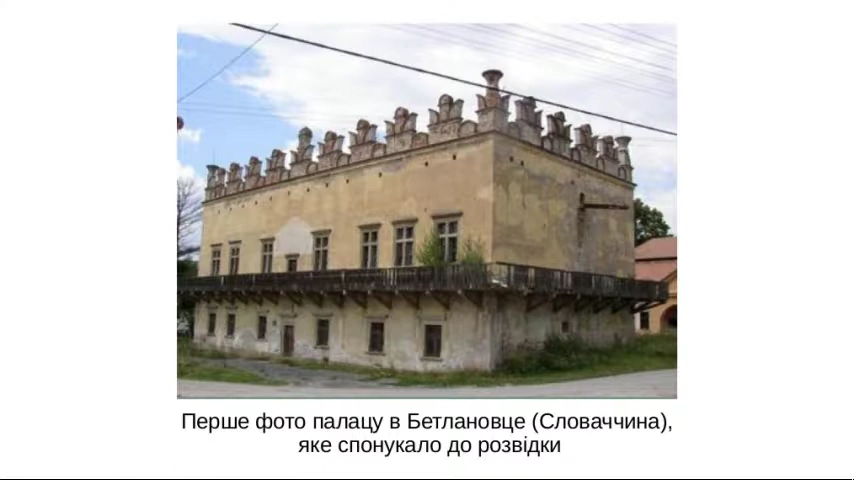 Перше фото палацу в Бетлановце (Словаччина),
яке спонукало до розвідки